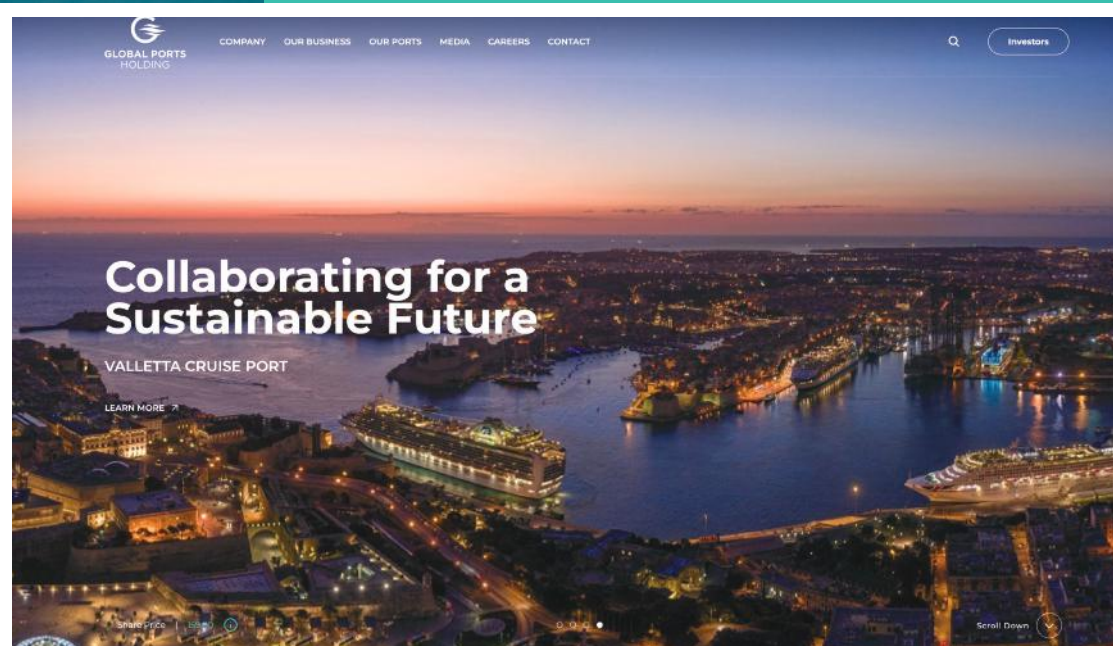 GLOBAL PORTS
HOLDING
COMPANY OUR BUSINESS OUR PORTS MEDIA CAREERS CONTACT
Investors
Collaborating for a
Sustainable Future
VALLETTA CRUISE PORT
LEARN MORE
Share Price |
Scroll Down